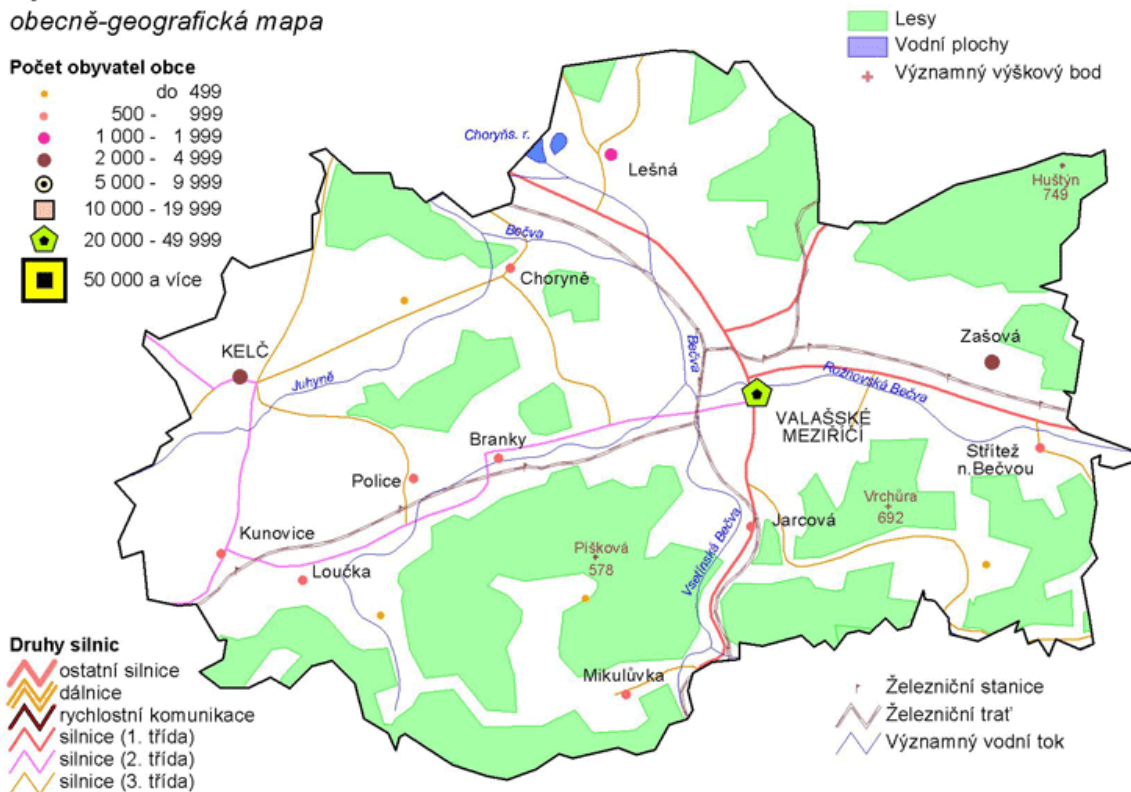 obecně-geografická mapa
Počet obyvatel obce
do 499
500 - 999
1 000 - 1 999
2 000 - 4 999
5 000 - 9 999
10 000 - 19 999
20 000 - 49 999
50 000 a více
Lesy
Vodní plochy
Významný výškový bod
Choryňs. r.
Lešná
Huštýn
749
Bečva
Choryně
Zašová
KELČ
Juhyně
Bečva
Rožnovská Bečva
VALAŠSKÉ
MEZIŘÍČÍ
Branky
Střítež
n.Bečvou
Police
Vrchůra
692
Jarcová
Kunovice
Píšková
578
Loučka
Vsetínská Bečva
Mikulůvka
Druhy silnic
ostatní silnice
dálnice
rychlostní komunikace
silnice (1. třída)
silnice (2. třída)
silnice (3. třída)
Železniční stanice
Železniční trať
Významný vodní tok